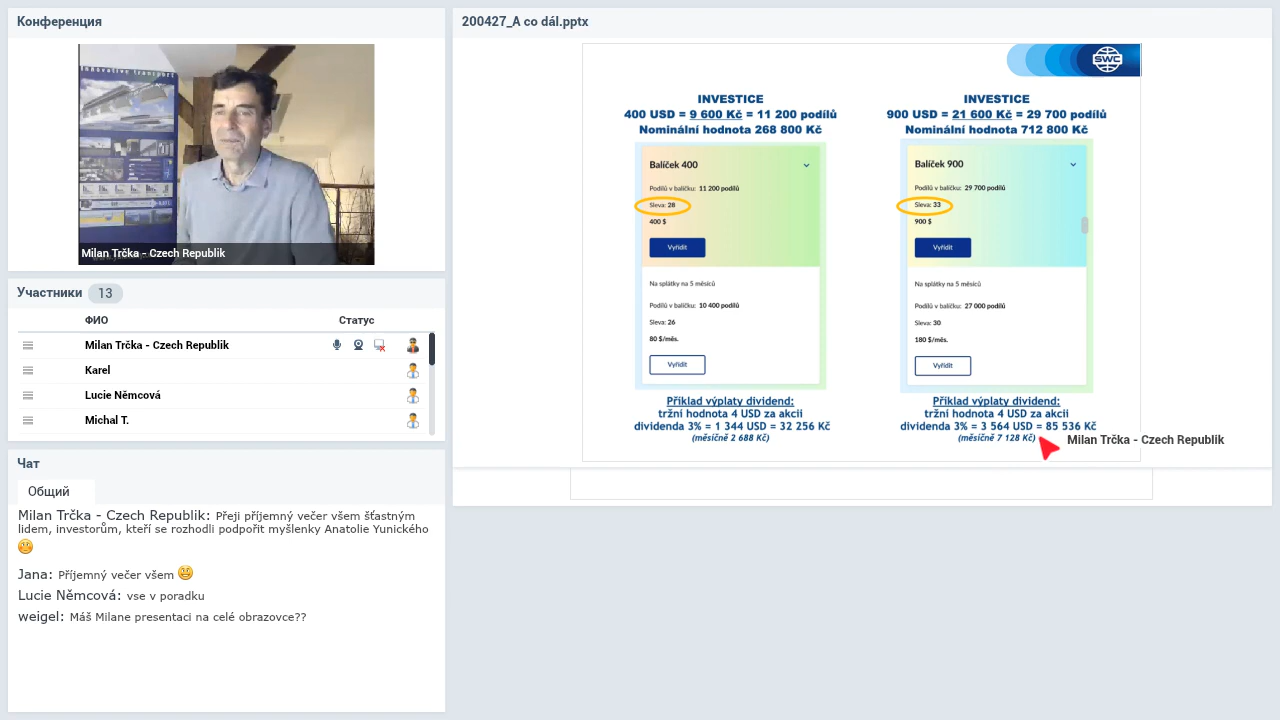 Конференция
Innovative transport
Milan Trčka - Czech Republik
Участники 13
ФИО Статус
Milan Trčka - Czech Republik
Karel
Lucie Němcová
Michal T.
Чат
Общий
Milan Trčka - Czech Republik: Přeji příjemný večer všem šťastným
lidem, investorům, kteří se rozhodli podpořit myšlenky Anatolie Yunického
Jana: Příjemný večer všem
Lucie Němcová: vse v poradku
weigel: Máš Milane presentaci na celé obrazovce??
200427_A co dál.pptx
SWC
INVESTICE
400 USD = 9 600 Kč = 11 200 podílů
Nominální hodnota 268 800 Kč
Balíček 400
Podílů v balíčku: 11 200 podílů
Sleva: 28
400 $
Vyřídit
Na splátky na 5 měsíců
Podílů v balíčku: 10 400 podílů
Sleva: 26
80 $/měs.
Vyřídit
Příklad výplaty dividend:
tržní hodnota 4 USD za akcii
dividenda 3% = 1 344 USD = 32 256 Kč
(měsíčně 2 688 Kč)
INVESTICE
900 USD = 21 600 Kč = 29 700 podílů
Nominální hodnota 712 800 Kč
Balíček 900
Podílů v balíčku: 29 700 podílů
Sleva: 33
900 $
Vyřídit
Na splátky na 5 měsíců
Podílů v balíčku: 27 000 podílů
Sleva: 30
180 $/měs.
Vyřídit
Příklad výplaty dividend:
tržní hodnota 4 USD za akcii
dividenda 3% = 3 564 USD = 85 536 Kč
(měsíčně 7 128 Kč)
Milan Trčka - Czech Republik